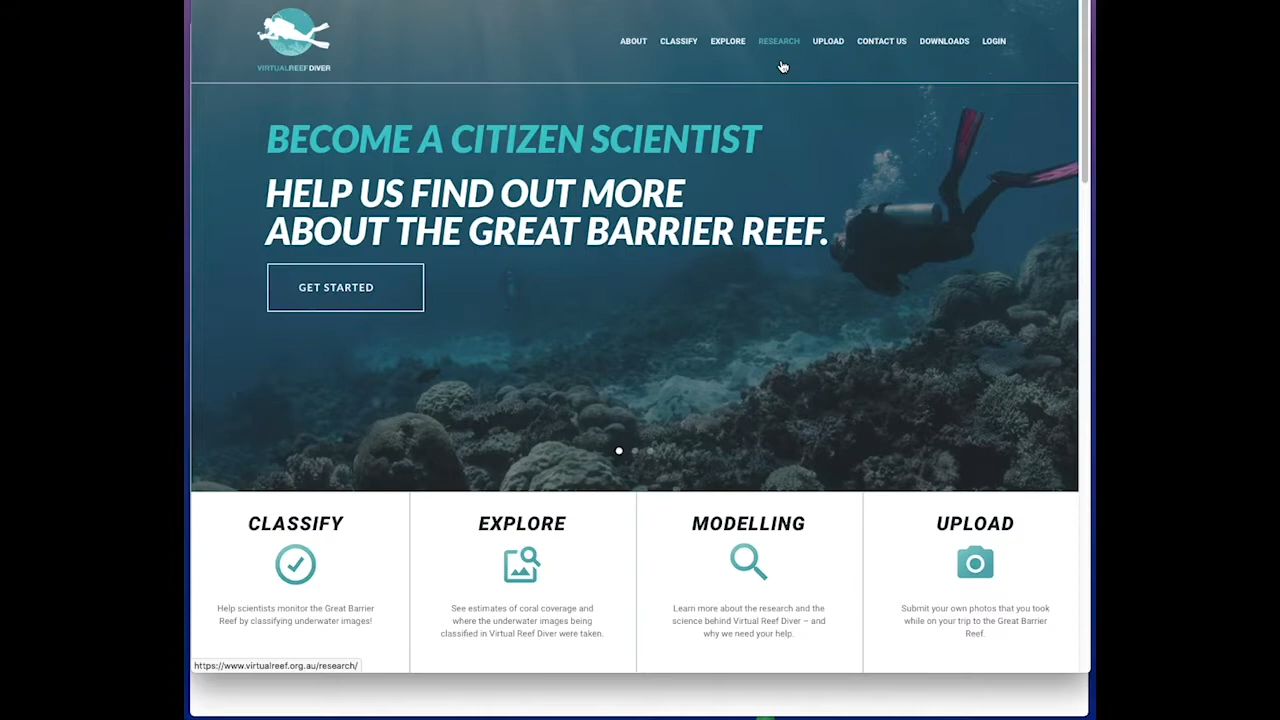 VIRTUALREEFDIVER
ABOUT CLASSIFY EXPLORE RESEARCH UPLOAD CONTACT US DOWNLOADS LOGIN
BECOME A CITIZEN SCIENTIST
HELP US FIND OUT MORE
ABOUT THE GREAT BARRIER REEF.
GET STARTED
CLASSIFY
Help scientists monitor the Great Barrier
Reef by classifying underwater images!
EXPLORE
See estimates of coral coverage and
where the underwater images being
classified in Virtual Reef Diver were taken.
MODELLING
Learn more about the research and the
science behind Virtual Reef Diver – and
why we need your help.
UPLOAD
Submit your own photos that you took
while on your trip to the Great Barrier
Reef.
https://www.virtualreef.org.au/research/